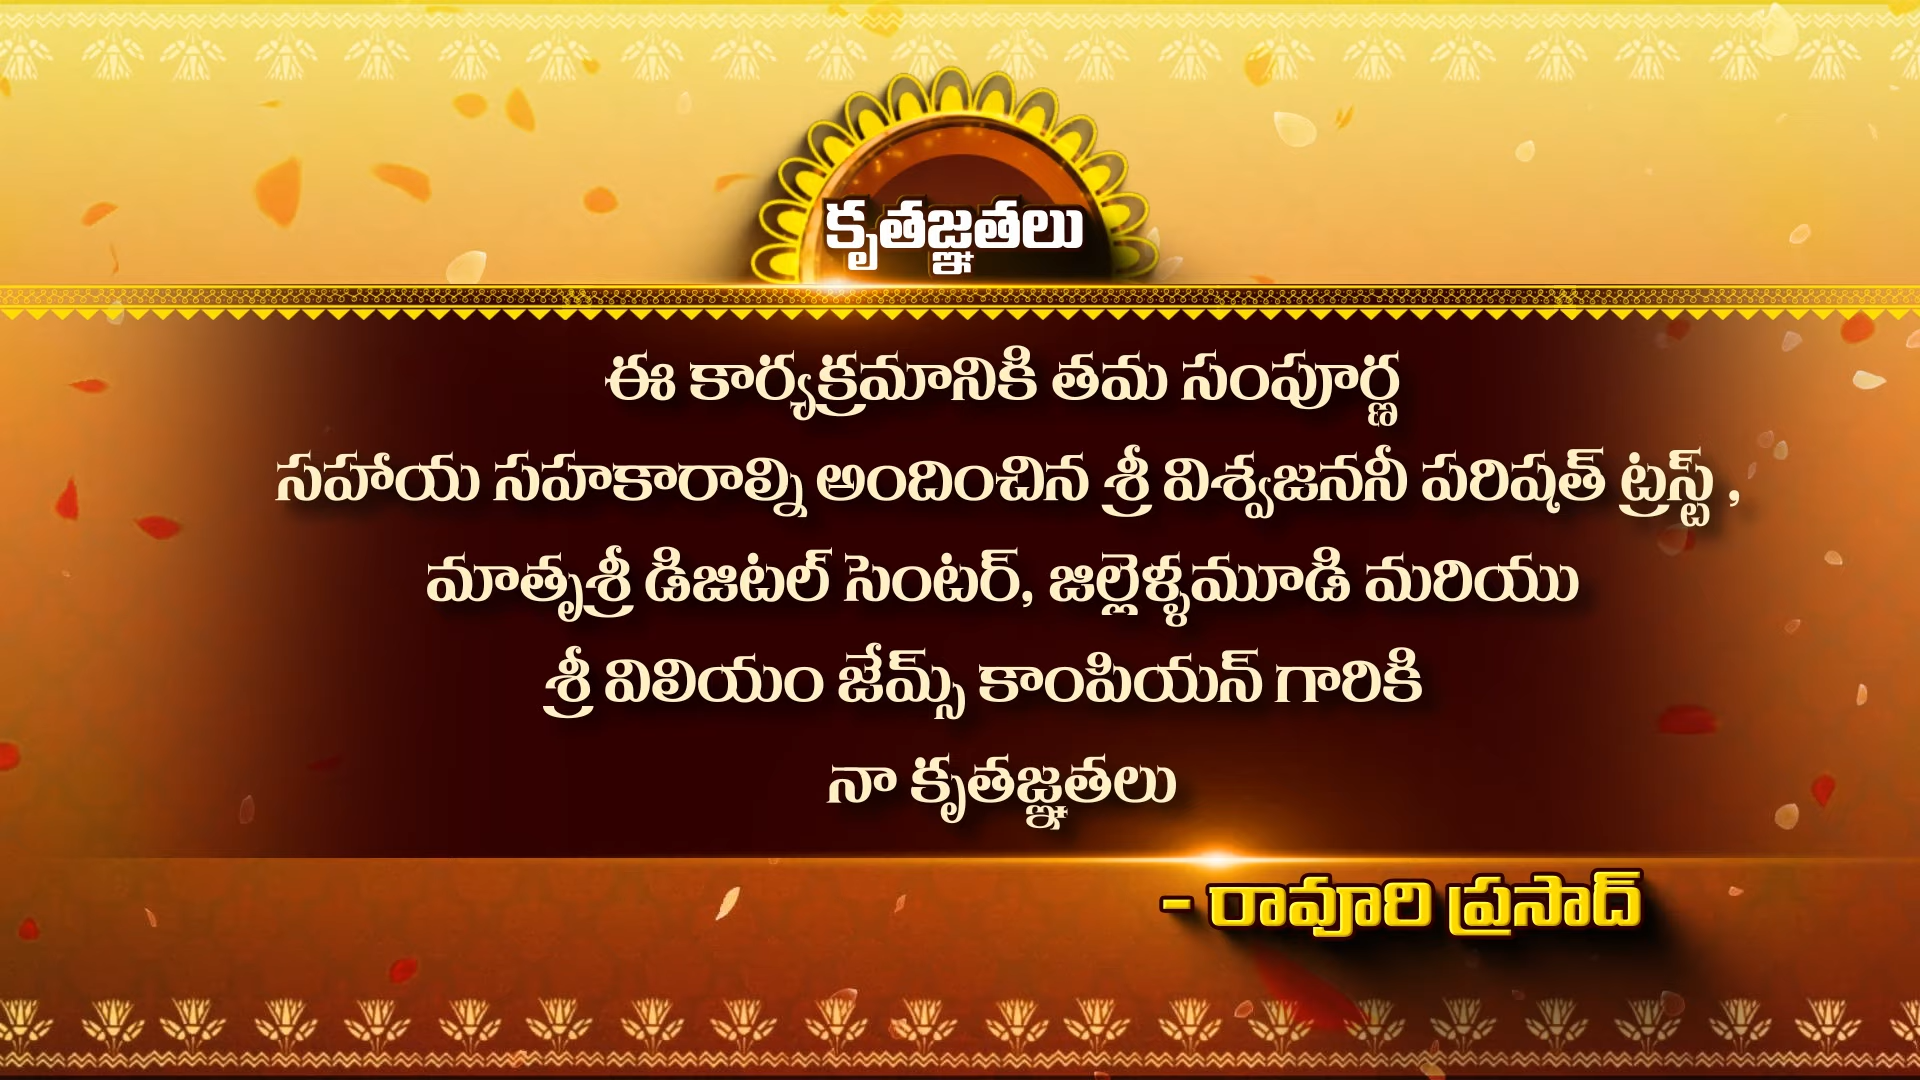 కృతజ్ఞతలు
ఈ కార్యక్రమానికి తమ సంపూర్ణ
సహాయ సహకారాల్ని అందించిన శ్రీ విశ్వజననీ పరిషత్ ట్రస్ట్ ,
మాతృశ్రీ డిజిటల్ సెంటర్, జిల్లెళ్ళమూడి మరియు
శ్రీ విలియం జేమ్స్ కాంపియన్ గారికి
నా కృతజ్ఞతలు
- రావూరి ప్రసాద్